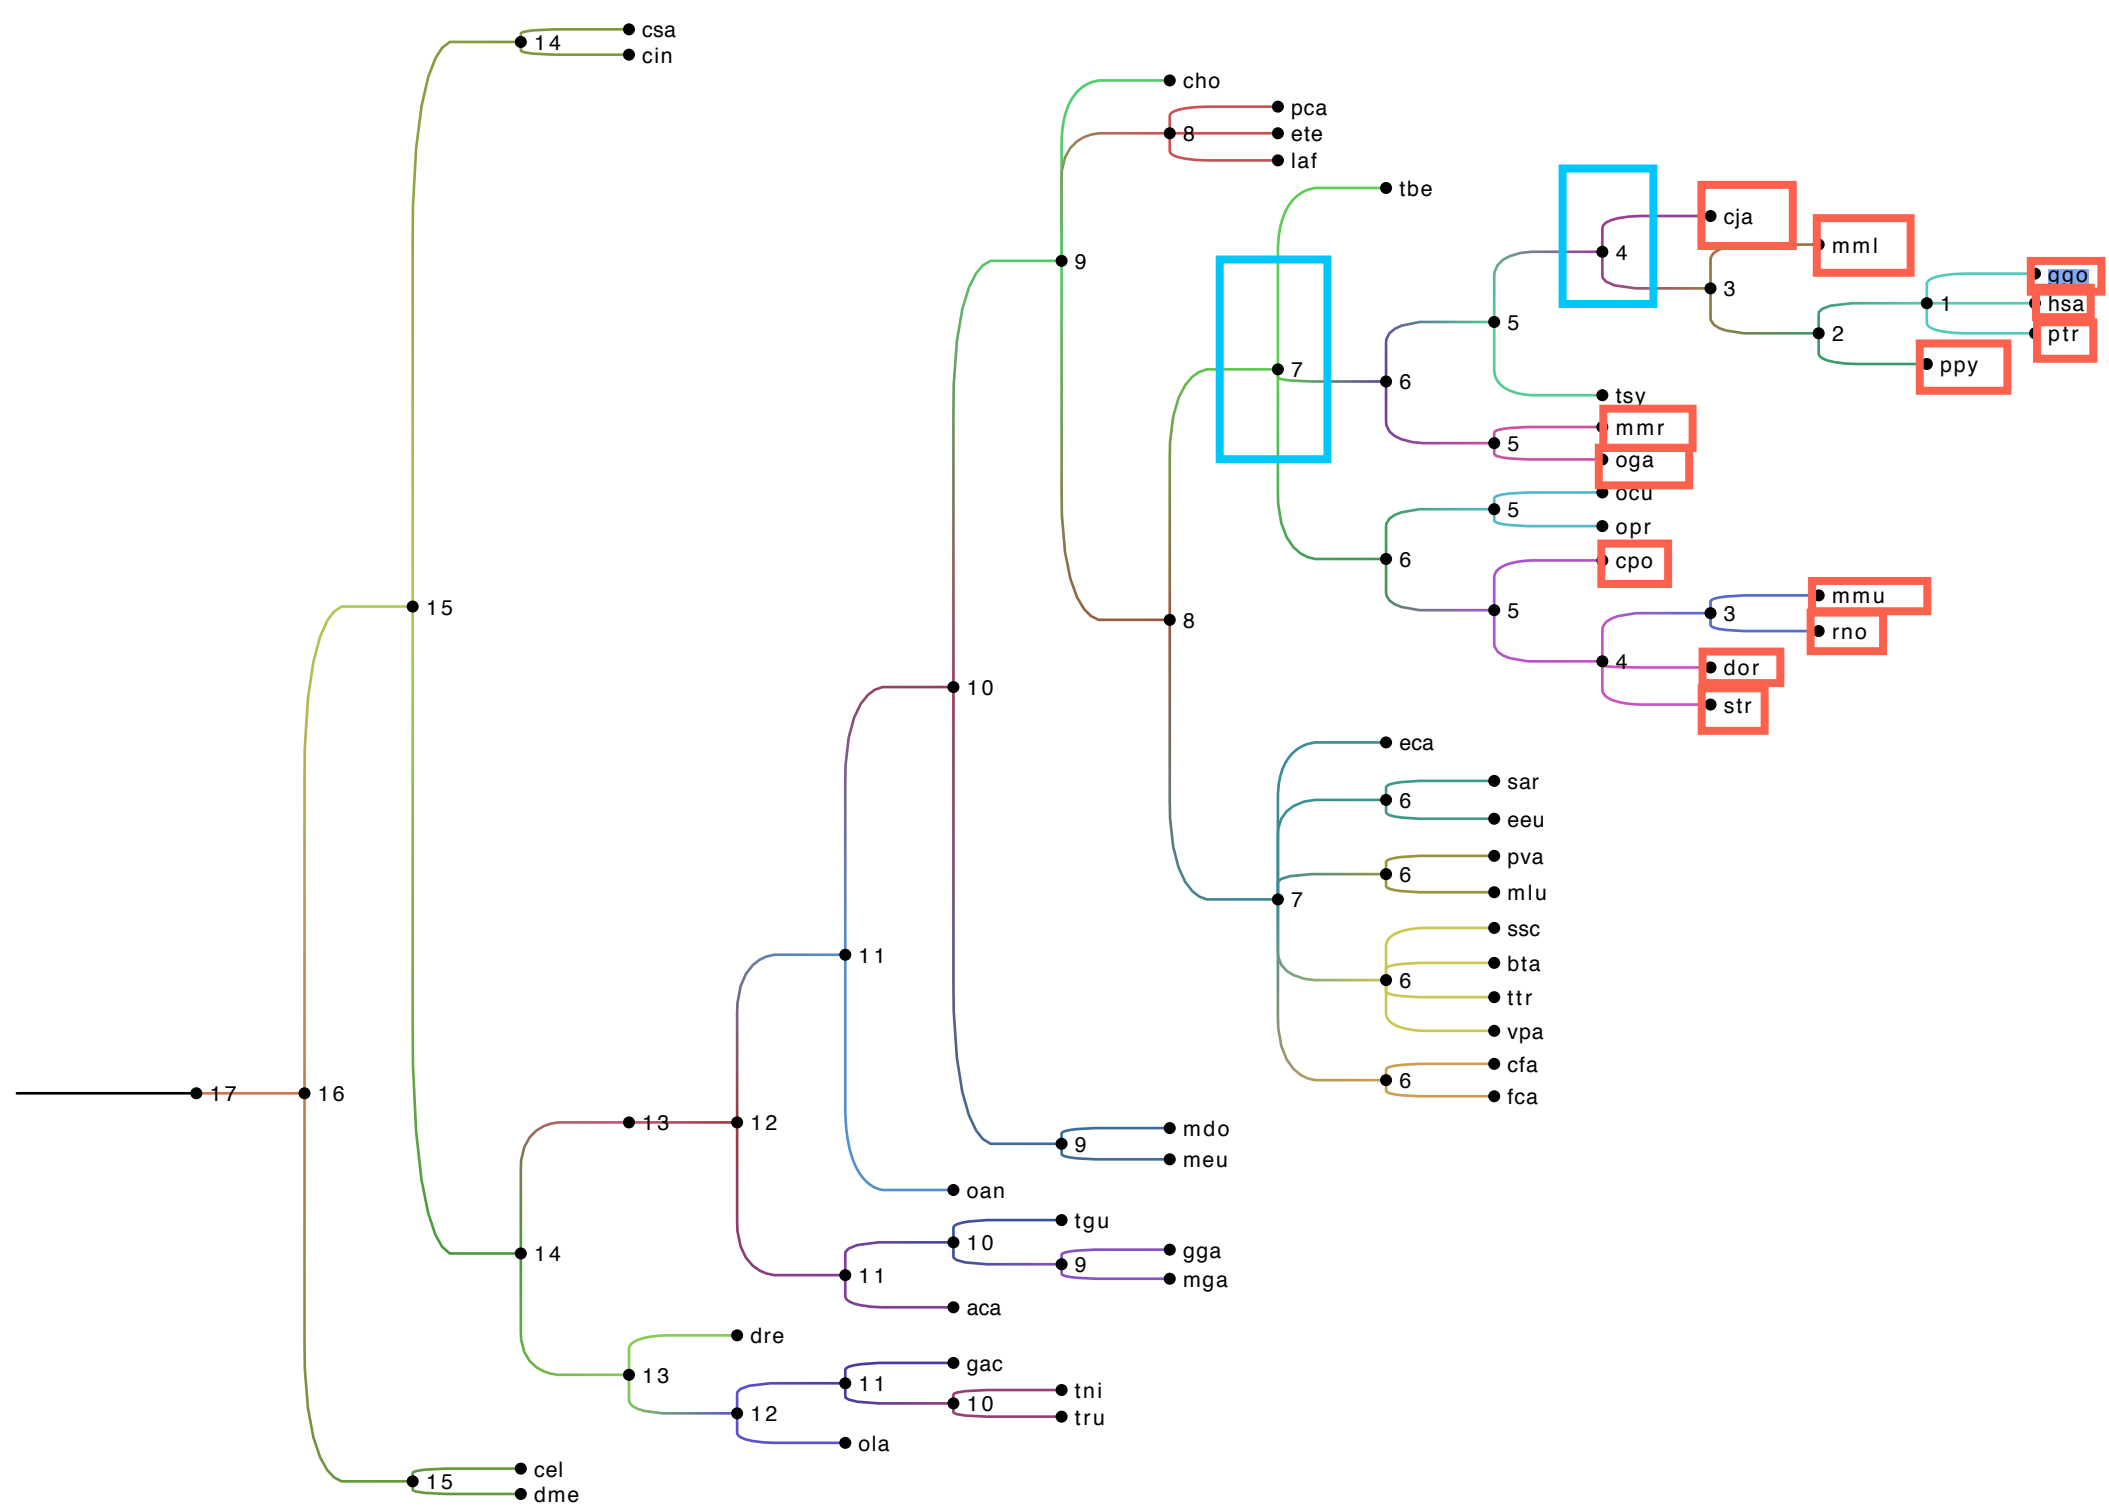 csa
14
cin
cho
pca
8
ete
laf
tbe
cja
4
mml
9
ggo
3
hsa
1
5
2
ptr
7
ppy
6
tsy
mmr
5
oga
ocu
5
opr
6
cpo
mmu
15
5
3
8
rno
4
dor
10
str
eca
sar
6
eeu
pva
6
mlu
7
ssc
11
bta
6
ttr
vpa
cfa
6
17
16
fca
13
12
mdo
9
meu
oan
tgu
10
14
gga
9
11
mga
aca
dre
gac
13
11
tni
10
12
tru
ola
cel
15
dme